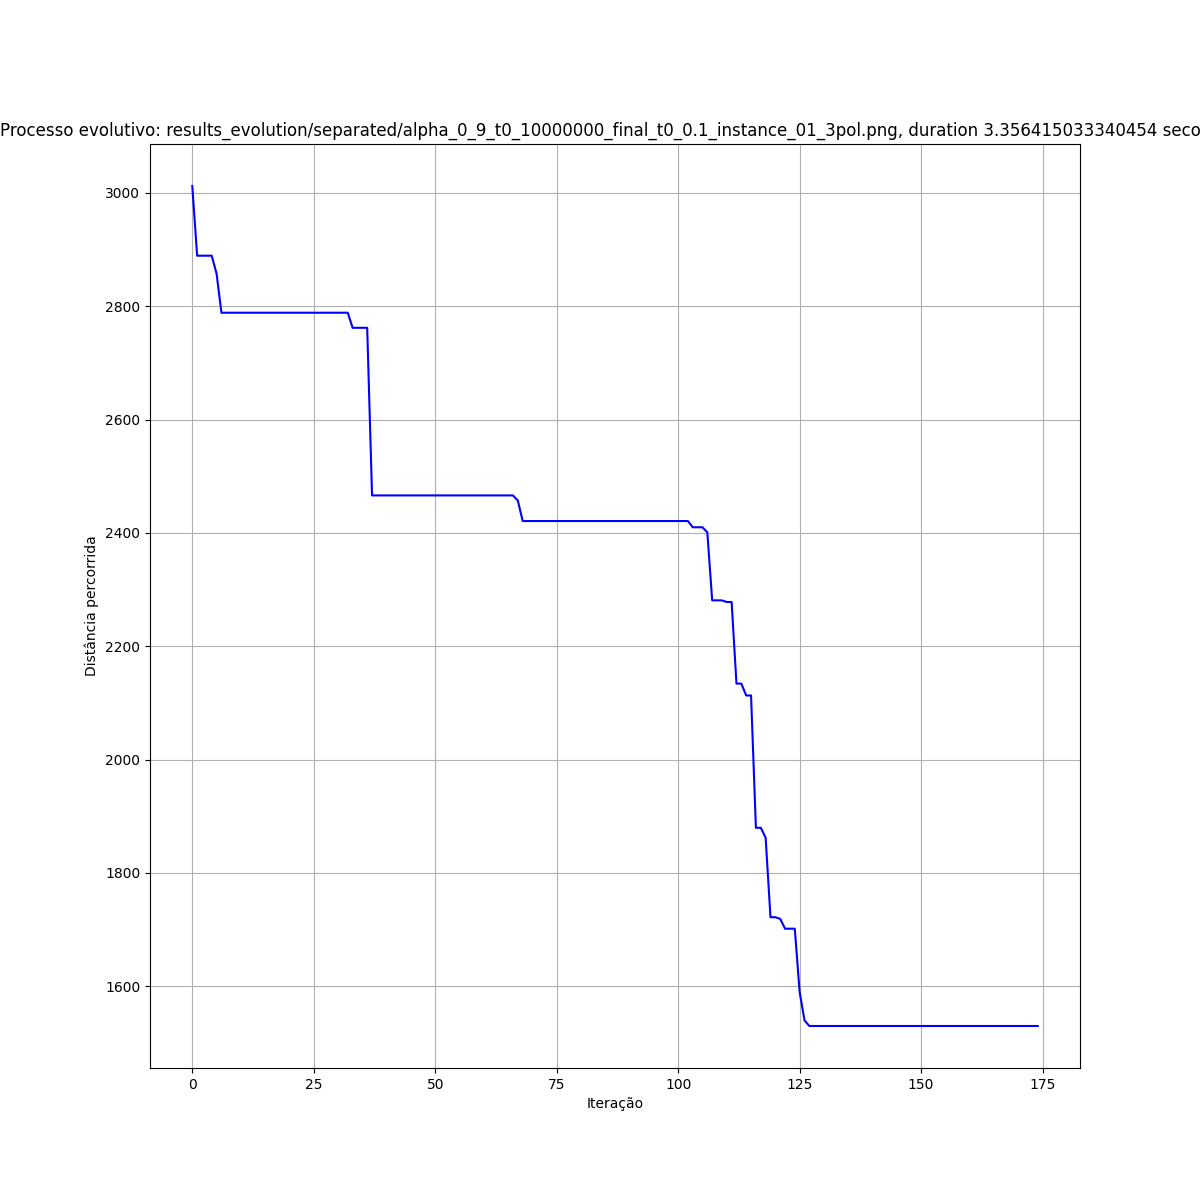 Processo evolutivo: results_evolution/separated/alpha_0_9_t0_10000000_final_t0_0.1_instance_01_3pol.png, duration 3.356415033340454 seco
3000
2800
2600
2400
2200
2000
1800
1600
Distância percorrida
0 25 50 75 100 125 150 175
Iteração